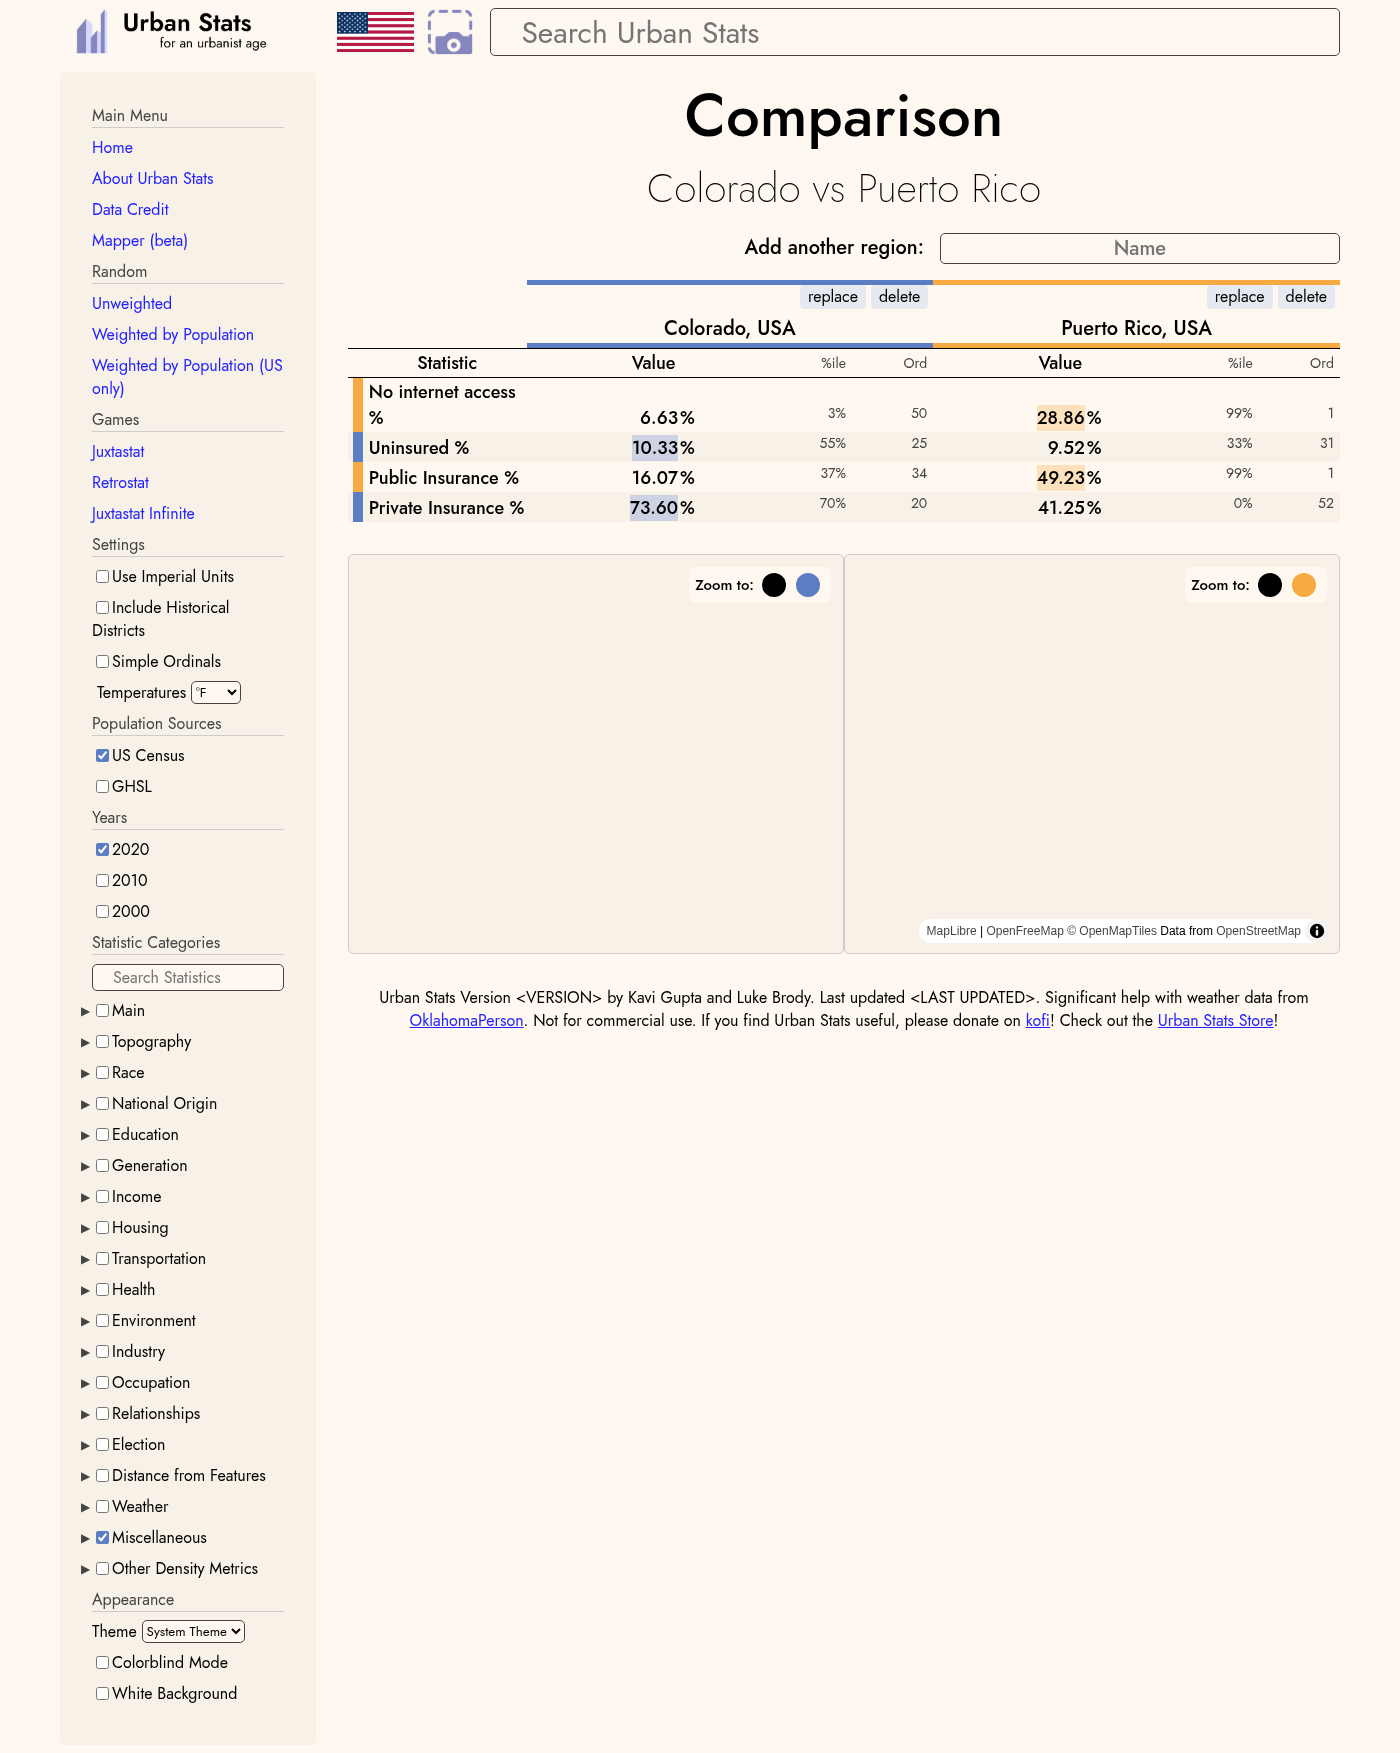 Urban Stats
for an urbanist age
Search Urban Stats
Main Menu
Home
About Urban Stats
Data Credit
Mapper (beta)
Random
Unweighted
Weighted by Population
Weighted by Population (US
only)
Games
Juxtastat
Retrostat
Juxtastat Infinite
Settings
Use Imperial Units
Include Historical
Districts
Simple Ordinals
Temperatures °F
Population Sources
US Census
GHSL
Years
2020
2010
2000
Statistic Categories
Search Statistics
Main
Topography
Race
National Origin
Education
Generation
Income
Housing
Transportation
Health
Environment
Industry
Occupation
Relationships
Election
Distance from Features
Weather
Miscellaneous
Other Density Metrics
Appearance
Theme System Theme
Colorblind Mode
White Background
Comparison
Colorado vs Puerto Rico
Add another region: Name
replace delete replace delete
Colorado, USA Puerto Rico, USA
Statistic Value %ile Ord Value %ile Ord
No internet access
% 6.63% 3% 50 28.86% 99% 1
Uninsured % 10.33% 55% 25 9.52% 33% 31
Public Insurance % 16.07% 37% 34 49.23% 99% 1
Private Insurance % 73.60% 70% 20 41.25% 0% 52
Zoom to: Zoom to:
MapLibre | OpenFreeMap © OpenMapTiles Data from OpenStreetMap
Urban Stats Version <VERSION> by Kavi Gupta and Luke Brody. Last updated <LAST UPDATED>. Significant help with weather data from
OklahomaPerson. Not for commercial use. If you find Urban Stats useful, please donate on kofi! Check out the Urban Stats Store!